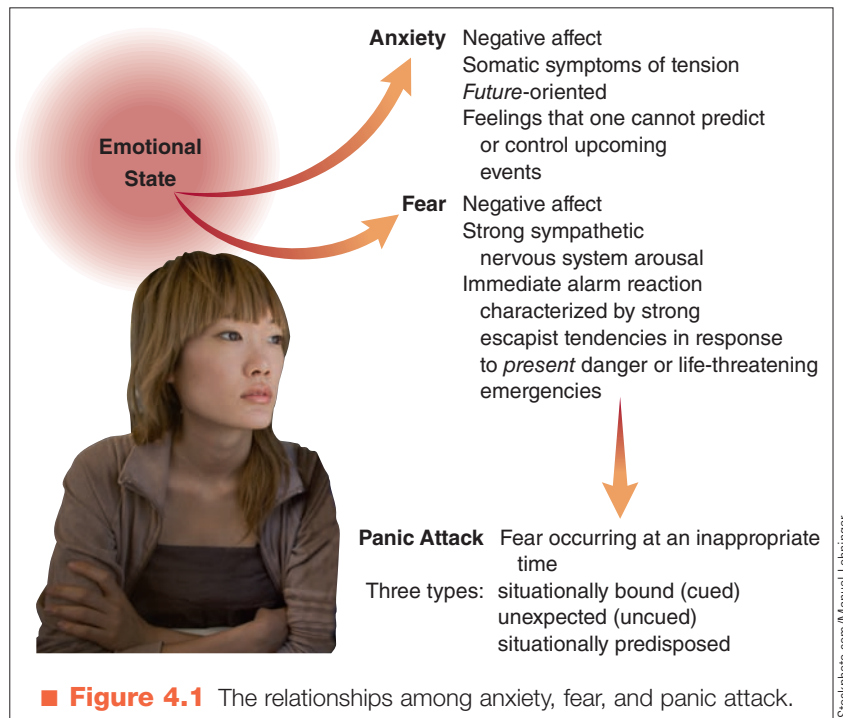 Emotional
State
Anxiety Negative affect
Somatic symptoms of tension
Future-oriented
Feelings that one cannot predict
or control upcoming
events
Fear Negative affect
Strong sympathetic
nervous system arousal
Immediate alarm reaction
characterized by strong
escapist tendencies in response
to present danger or life-threatening
emergencies
Panic Attack Fear occurring at an inappropriate
time
Three types: situationally bound (cued)
unexpected (uncued)
situationally predisposed
■ Figure 4.1 The relationships among anxiety, fear, and panic attack.